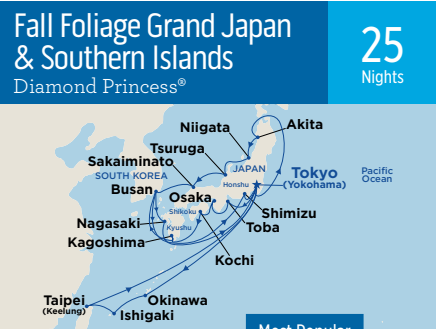 Fall Foliage Grand Japan
& Southern Islands
Diamond Princess®
25
Nights
Niigata
Akita
Tsuruga
Sakaiminato
SOUTH KOREA
JAPAN
Busan
Osaka
Honshu
Tokyo
(Yokohama)
Pacific
Ocean
Shikoku
Shimizu
Nagasaki
Kyushu
Toba
Kagoshima
Kochi
Taipei
(Keelung)
Okinawa
Ishigaki
Most Popular